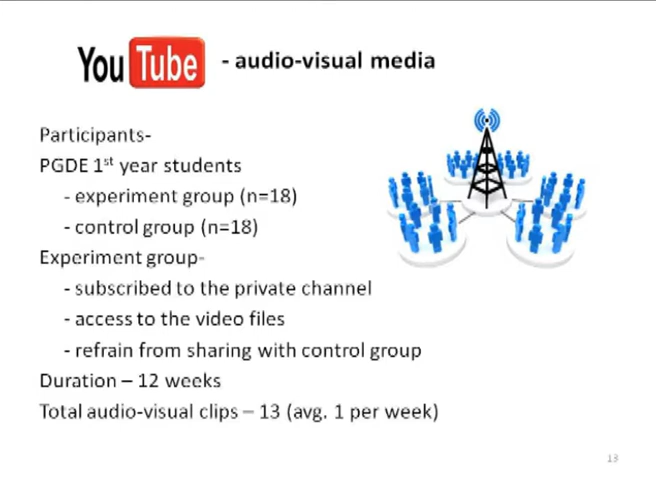 YouTube - audio-visual media
Participants-
PGDE 1st year students
- experiment group (n=18)
- control group (n=18)
Experiment group-
- subscribed to the private channel
- access to the video files
- refrain from sharing with control group
Duration – 12 weeks
Total audio-visual clips – 13 (avg. 1 per week)
13